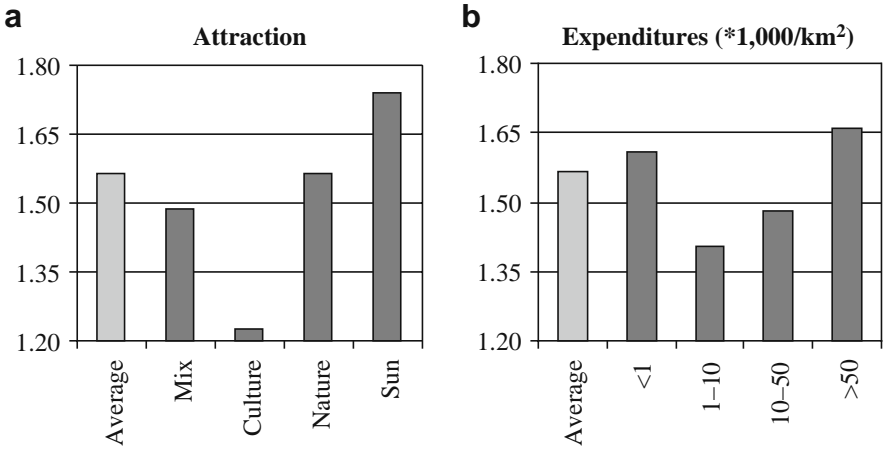 a
Attraction
1.80
1.65
1.50
1.35
1.20
Average
Mix
Culture
Nature
Sun
b
Expenditures (*1,000/km²)
1.80
1.65
1.50
1.35
1.20
Average
<1
1–10
10–50
>50